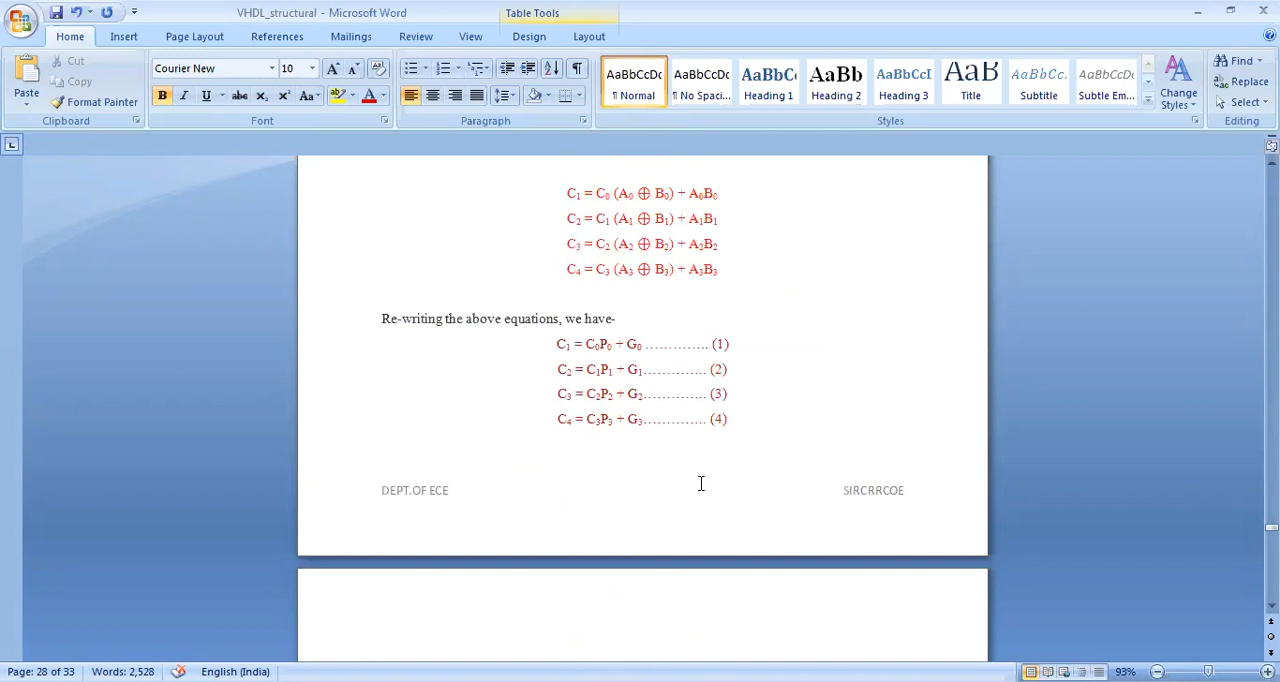 VHDL_structural - Microsoft Word
Table Tools
Home Insert Page Layout References Mailings Review View Design Layout
Paste
Cut
Copy
Format Painter
Clipboard
Courier New 10
B I U abc X₂ X² Aa
Font
Paragraph
AaBbCcDc AaBbCcDc AaBbC AaBb AaBbCcI AaB AaBbCc. AaBbCcDc
¶ Normal ¶ No Spaci... Heading 1 Heading 2 Heading 3 Title Subtitle Subtle Em...
Styles
Change
Styles
Find
Replace
Select
Editing
C₁ = C₀ (A₀ ⊕ B₀) + A₀B₀
C₂ = C₁ (A₁ ⊕ B₁) + A₁B₁
C₃ = C₂ (A₂ ⊕ B₂) + A₂B₂
C₄ = C₃ (A₃ ⊕ B₃) + A₃B₃
Re-writing the above equations, we have-
C₁ = C₀P₀ + G₀ ………….. (1)
C₂ = C₁P₁ + G₁………….. (2)
C₃ = C₂P₂ + G₂………….. (3)
C₄ = C₃P₃ + G₃………….. (4)
DEPT.OF ECE SIRCRRCOE
Page: 28 of 33 Words: 2,528 English (India) 93%